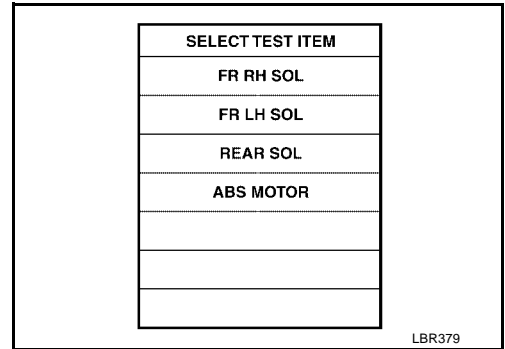 SELECT TEST ITEM
FR RH SOL
FR LH SOL
REAR SOL
ABS MOTOR
LBR379